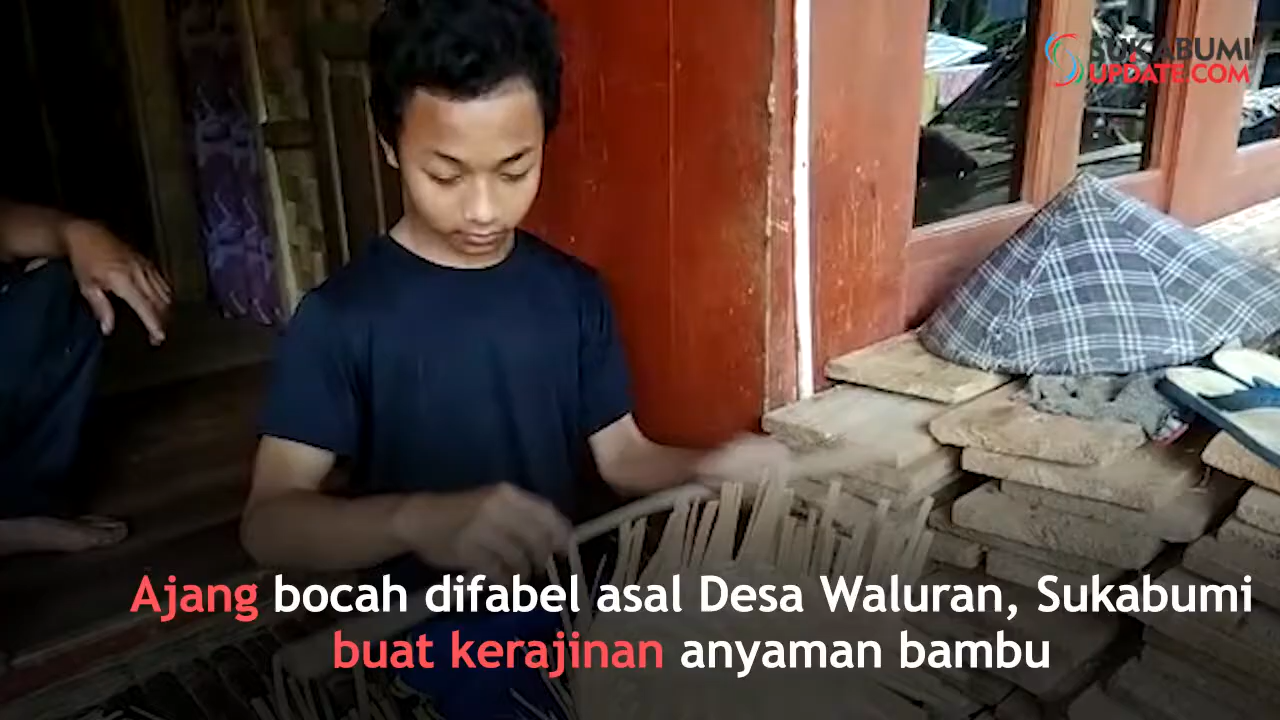 SUKABUMI
UPDATE.COM
Ajang bocah difabel asal Desa Waluran, Sukabumi
buat kerajinan anyaman bambu